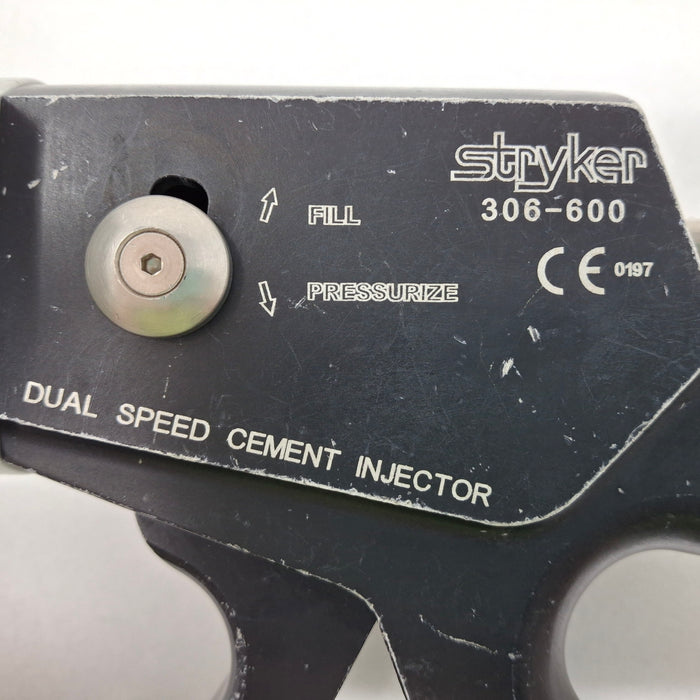 stryker
306-600
CE 0197
FILL
PRESSURIZE
DUAL SPEED CEMENT INJECTOR